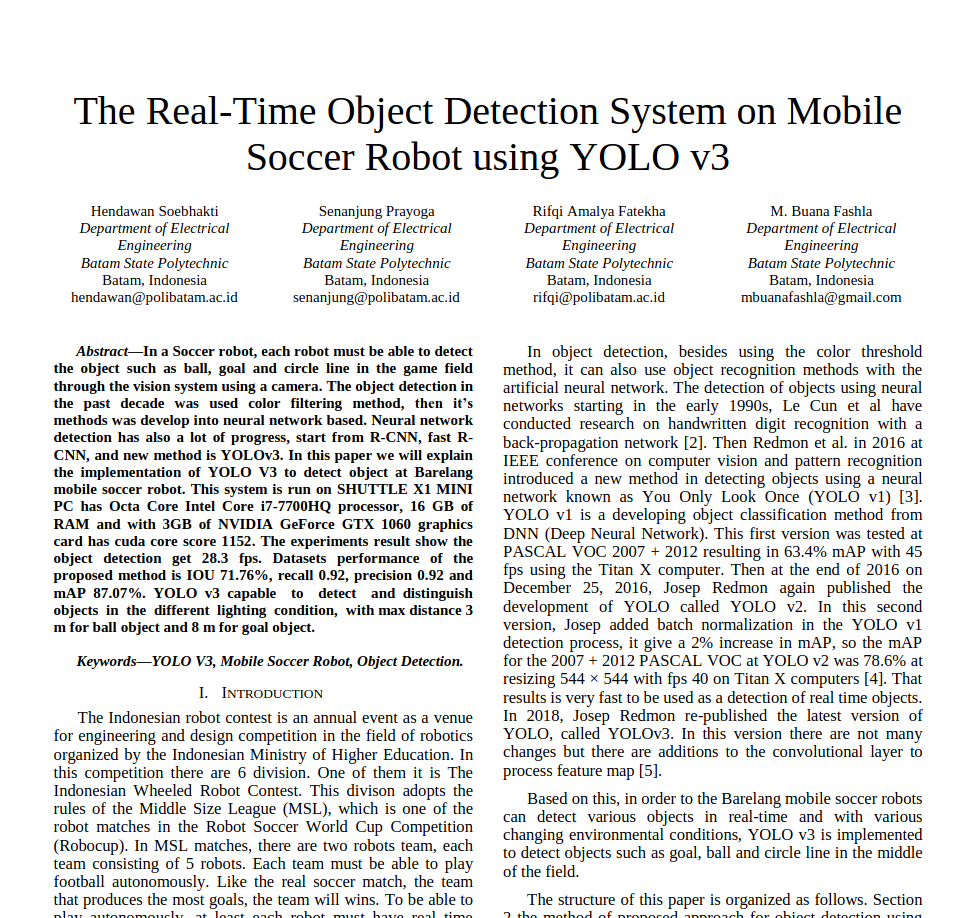 The Real-Time Object Detection System on Mobile
Soccer Robot using YOLO v3
Hendawan Soebhakti
Department of Electrical
Engineering
Batam State Polytechnic
Batam, Indonesia
hendawan@polibatam.ac.id
Senanjung Prayoga
Department of Electrical
Engineering
Batam State Polytechnic
Batam, Indonesia
senanjung@polibatam.ac.id
Rifqi Amalya Fatekha
Department of Electrical
Engineering
Batam State Polytechnic
Batam, Indonesia
rifqi@polibatam.ac.id
M. Buana Fashla
Department of Electrical
Engineering
Batam State Polytechnic
Batam, Indonesia
mbuanafashla@gmail.com
Abstract—In a Soccer robot, each robot must be able to detect
the object such as ball, goal and circle line in the game field
through the vision system using a camera. The object detection in
the past decade was used color filtering method, then it’s
methods was develop into neural network based. Neural network
detection has also a lot of progress, start from R-CNN, fast R-
CNN, and new method is YOLOv3. In this paper we will explain
the implementation of YOLO V3 to detect object at Barelang
mobile soccer robot. This system is run on SHUTTLE X1 MINI
PC has Octa Core Intel Core i7-7700HQ processor, 16 GB of
RAM and with 3GB of NVIDIA GeForce GTX 1060 graphics
card has cuda core score 1152. The experiments result show the
object detection get 28.3 fps. Datasets performance of the
proposed method is IOU 71.76%, recall 0.92, precision 0.92 and
mAP 87.07%. YOLO v3 capable to detect and distinguish
objects in the different lighting condition, with max distance 3
m for ball object and 8 m for goal object.
Keywords—YOLO V3, Mobile Soccer Robot, Object Detection.
I. INTRODUCTION
The Indonesian robot contest is an annual event as a venue
for engineering and design competition in the field of robotics
organized by the Indonesian Ministry of Higher Education. In
this competition there are 6 division. One of them it is The
Indonesian Wheeled Robot Contest. This divison adopts the
rules of the Middle Size League (MSL), which is one of the
robot matches in the Robot Soccer World Cup Competition
(Robocup). In MSL matches, there are two robots team, each
team consisting of 5 robots. Each team must be able to play
football autonomously. Like the real soccer match, the team
that produces the most goals, the team will wins. To be able to
play autonomously, at least each robot must have real time
In object detection, besides using the color threshold
method, it can also use object recognition methods with the
artificial neural network. The detection of objects using neural
networks starting in the early 1990s, Le Cun et al have
conducted research on handwritten digit recognition with a
back-propagation network [2]. Then Redmon et al. in 2016 at
IEEE conference on computer vision and pattern recognition
introduced a new method in detecting objects using a neural
network known as You Only Look Once (YOLO v1) [3].
YOLO v1 is a developing object classification method from
DNN (Deep Neural Network). This first version was tested at
PASCAL VOC 2007 + 2012 resulting in 63.4% mAP with 45
fps using the Titan X computer. Then at the end of 2016 on
December 25, 2016, Josep Redmon again published the
development of YOLO called YOLO v2. In this second
version, Josep added batch normalization in the YOLO v1
detection process, it give a 2% increase in mAP, so the mAP
for the 2007 + 2012 PASCAL VOC at YOLO v2 was 78.6% at
resizing 544 × 544 with fps 40 on Titan X computers [4]. That
results is very fast to be used as a detection of real time objects.
In 2018, Josep Redmon re-published the latest version of
YOLO, called YOLOv3. In this version there are not many
changes but there are additions to the convolutional layer to
process feature map [5].
Based on this, in order to the Barelang mobile soccer robots
can detect various objects in real-time and with various
changing environmental conditions, YOLO v3 is implemented
to detect objects such as goal, ball and circle line in the middle
of the field.
The structure of this paper is organized as follows. Section
2 the method of proposed approach for object detection using